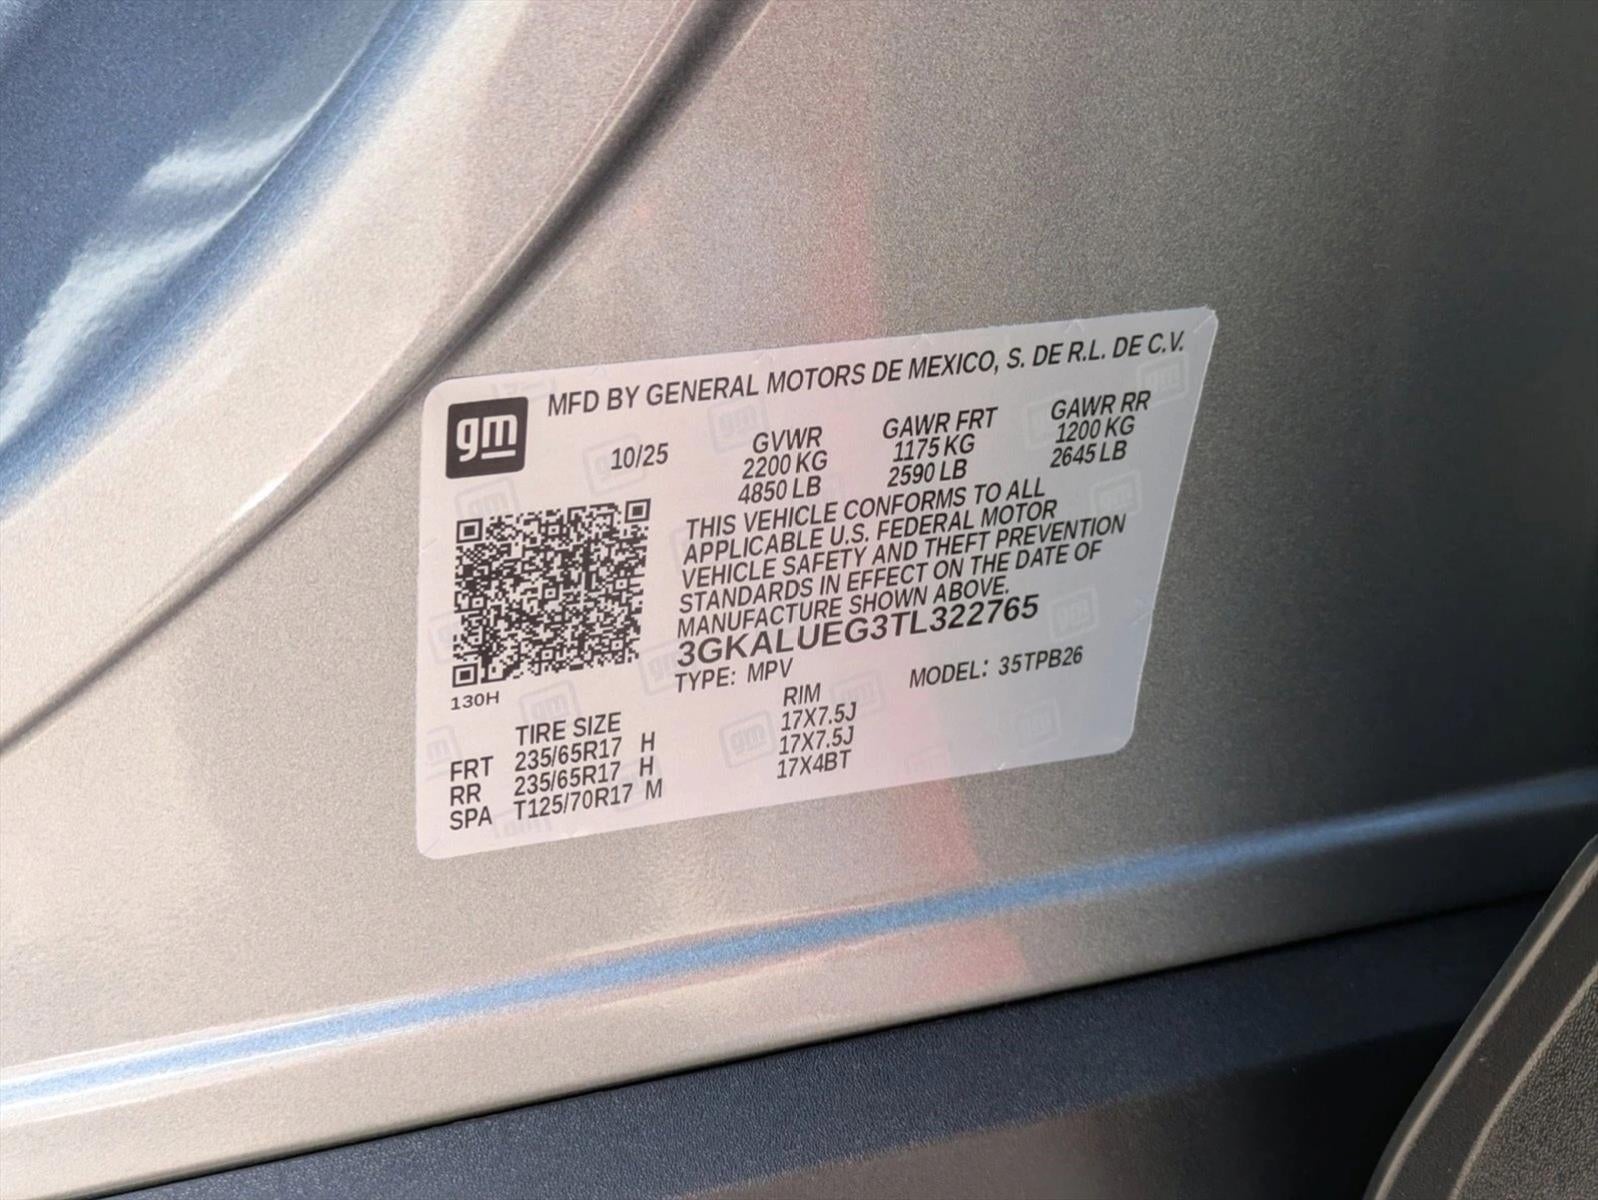 MFD BY GENERAL MOTORS DE MEXICO, S. DE R.L. DE C.V.
gm
10/25
GVWR GAWR FRT GAWR RR
2200 KG 1175 KG 1200 KG
4850 LB 2590 LB 2645 LB
THIS VEHICLE CONFORMS TO ALL
APPLICABLE U.S. FEDERAL MOTOR
VEHICLE SAFETY AND THEFT PREVENTION
STANDARDS IN EFFECT ON THE DATE OF
MANUFACTURE SHOWN ABOVE.
3GKALUEG3TL322765
TYPE: MPV MODEL: 35TPB26
130H
TIRE SIZE RIM
FRT 235/65R17 H 17X7.5J
RR 235/65R17 H 17X7.5J
SPA T125/70R17 M 17X4BT